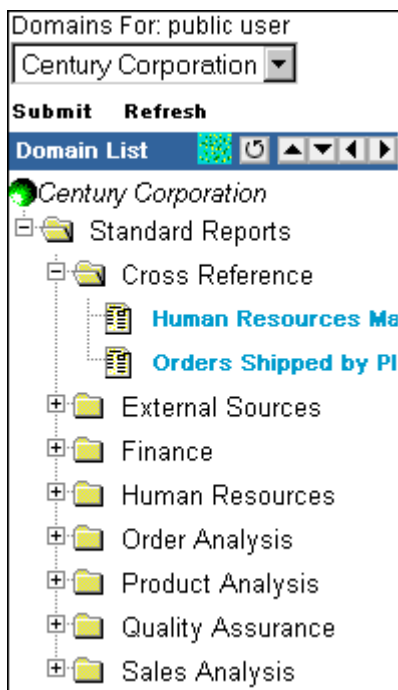 Domains For: public user
Century Corporation
Submit Refresh
Domain List
Century Corporation
Standard Reports
Cross Reference
Human Resources Ma
Orders Shipped by Pl
External Sources
Finance
Human Resources
Order Analysis
Product Analysis
Quality Assurance
Sales Analysis